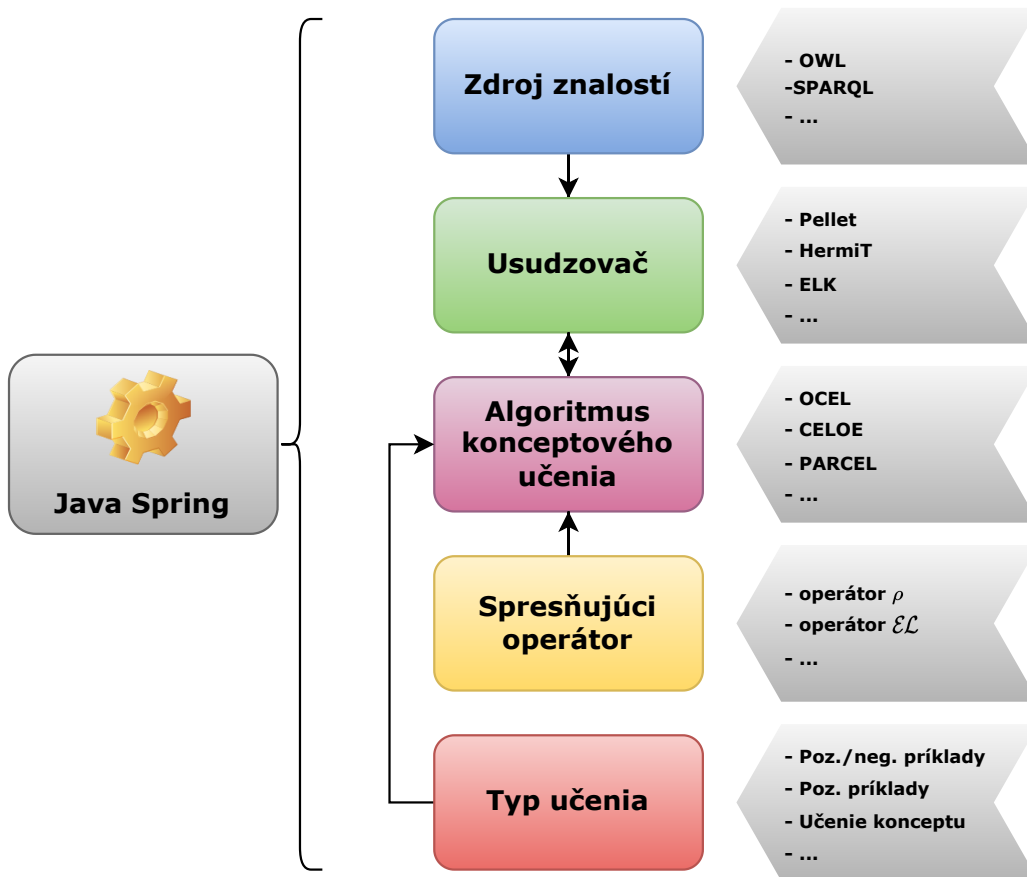 Java Spring
Zdroj znalostí
- OWL
-SPARQL
- ...
Usudzovač
- Pellet
- HermiT
- ELK
- ...
Algoritmus
konceptového
učenia
- OCEL
- CELOE
- PARCEL
- ...
Spresňujúci
operátor
- operátor ρ
- operátor ℰℒ
- ...
Typ učenia
- Poz./neg. príklady
- Poz. príklady
- Učenie konceptu
- ...